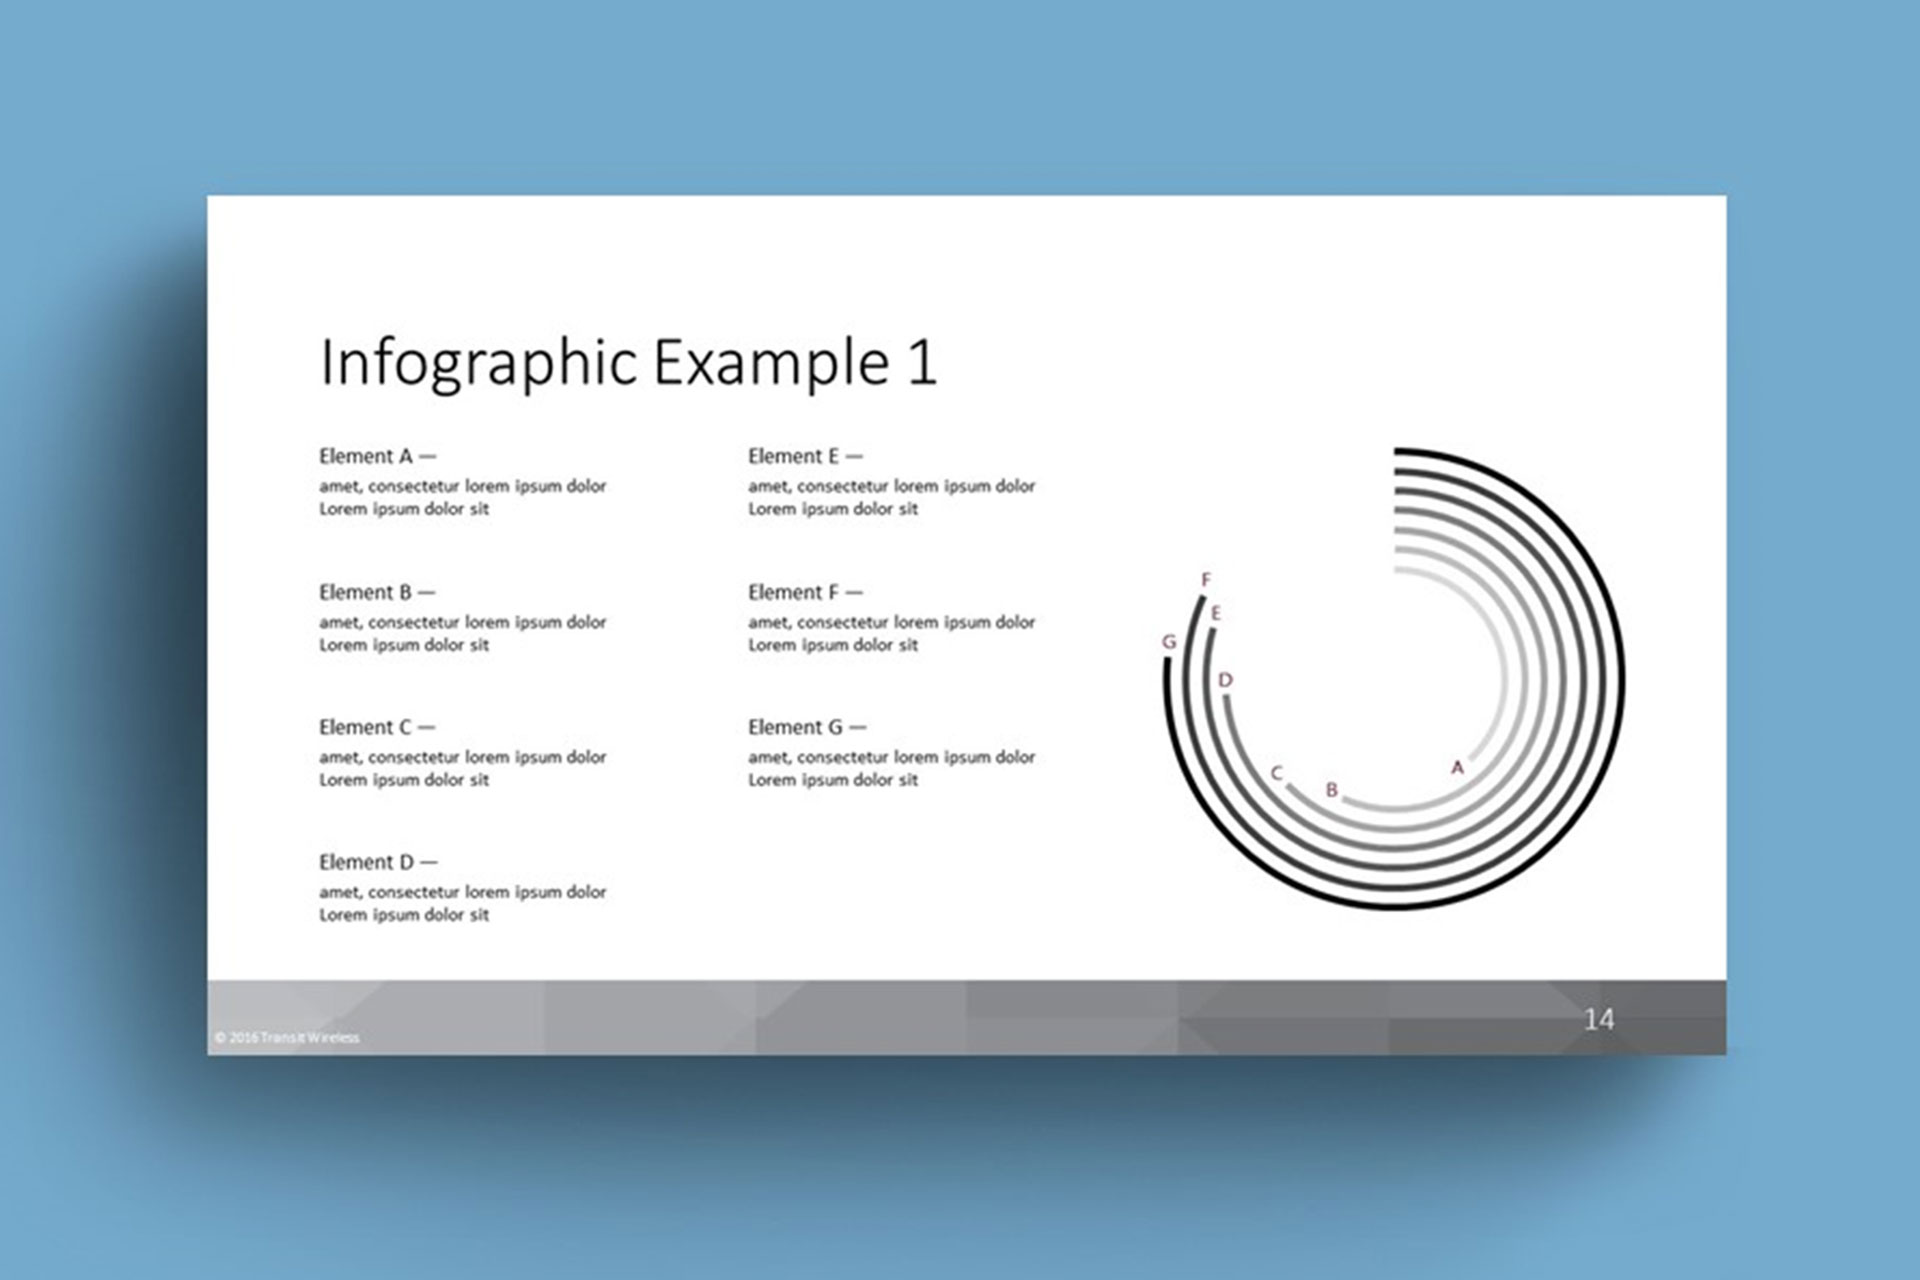 Infographic Example 1
Element A —
amet, consectetur lorem ipsum dolor
Lorem ipsum dolor sit
Element B —
amet, consectetur lorem ipsum dolor
Lorem ipsum dolor sit
Element C —
amet, consectetur lorem ipsum dolor
Lorem ipsum dolor sit
Element D —
amet, consectetur lorem ipsum dolor
Lorem ipsum dolor sit
Element E —
amet, consectetur lorem ipsum dolor
Lorem ipsum dolor sit
Element F —
amet, consectetur lorem ipsum dolor
Lorem ipsum dolor sit
Element G —
amet, consectetur lorem ipsum dolor
Lorem ipsum dolor sit
F
E
G
D
A
C
B
© 2016 Transit Wireless
14